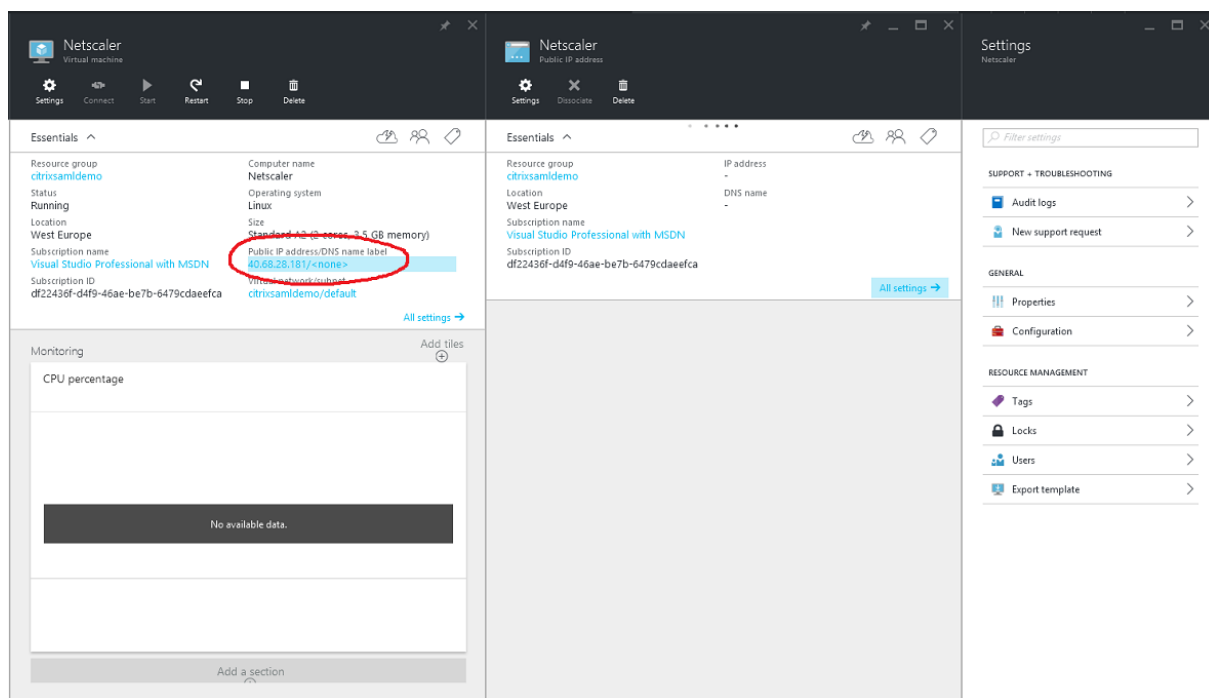 Netscaler
Virtual machine
Settings Connect Start Restart Stop Delete
Essentials
Resource group
citrixsamldemo
Computer name
Netscaler
Status
Running
Operating system
Linux
Location
West Europe
Size
Standard A2 (2 cores, 3.5 GB memory)
Subscription name
Visual Studio Professional with MSDN
Public IP address/DNS name label
40.68.28.181/<none>
Subscription ID
df22436f-d4f9-46ae-be7b-6479cdaeefca
Virtual network/subnet
citrixsamldemo/default
All settings →
Monitoring
Add tiles
CPU percentage
No available data.
Add a section
Netscaler
Public IP address
Settings Dissociate Delete
Essentials
Resource group
citrixsamldemo
IP address
-
Location
West Europe
DNS name
-
Subscription name
Visual Studio Professional with MSDN
Subscription ID
df22436f-d4f9-46ae-be7b-6479cdaeefca
All settings →
Settings
Netscaler
Filter settings
SUPPORT + TROUBLESHOOTING
Audit logs
New support request
GENERAL
Properties
Configuration
RESOURCE MANAGEMENT
Tags
Locks
Users
Export template